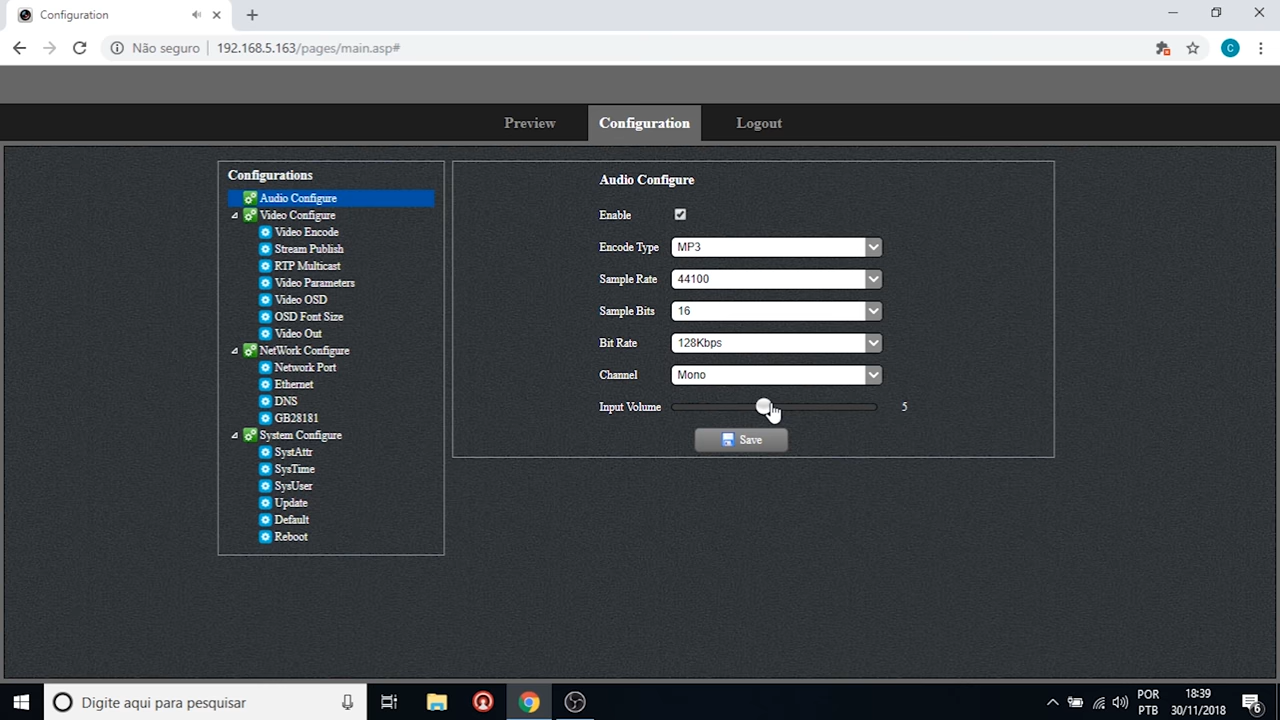 Configuration
Não seguro
192.168.5.163/pages/main.asp#
C
Preview
Configuration
Logout
Configurations
Audio Configure
Video Configure
Video Encode
Stream Publish
RTP Multicast
Video Parameters
Video OSD
OSD Font Size
Video Out
NetWork Configure
Network Port
Ethernet
DNS
GB28181
System Configure
SystAttr
SysTime
SysUser
Update
Default
Reboot
Audio Configure
Enable
Encode Type MP3
Sample Rate 44100
Sample Bits 16
Bit Rate 128Kbps
Channel Mono
Input Volume 5
Save
Digite aqui para pesquisar
POR
PTB
18:39
30/11/2018
6